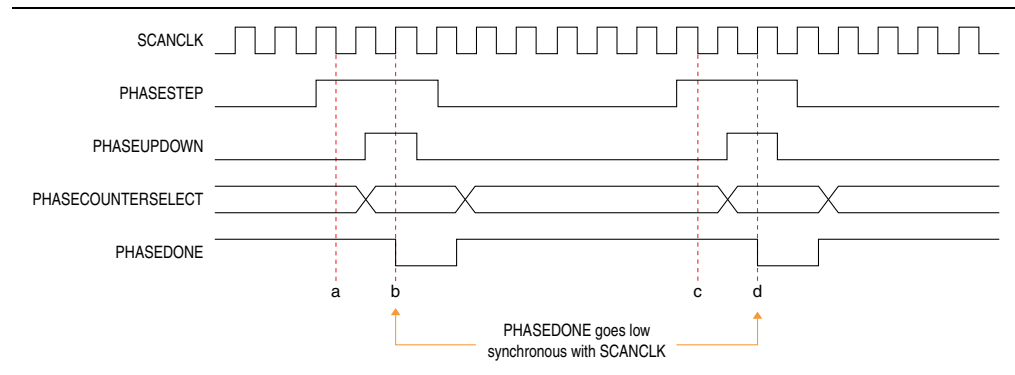 SCANCLK
PHASESTEP
PHASEUPDOWN
PHASECOUNTERSELECT
PHASEDONE
a b c d
PHASEDONE goes low
synchronous with SCANCLK